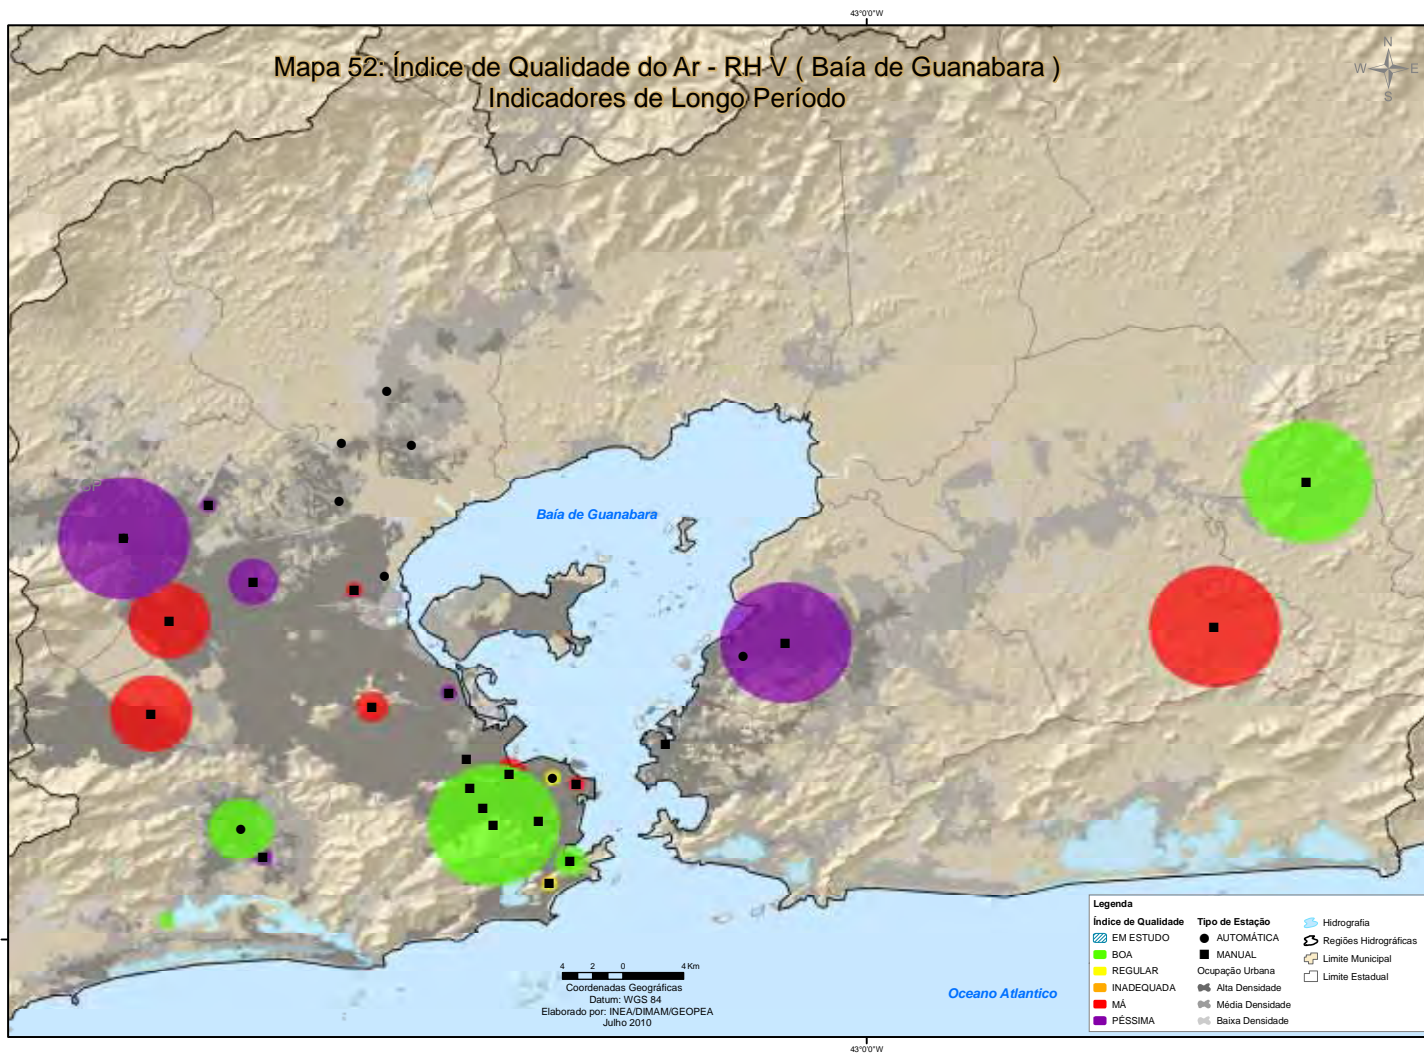 43°0'0"W
Mapa 52: Índice de Qualidade do Ar - RH V ( Baía de Guanabara )
Indicadores de Longo Período
N
W E
S
SP
Baía de Guanabara
4 2 0 4 Km
Coordenadas Geográficas
Datum: WGS 84
Elaborado por: INEA/DIMAM/GEOPEA
Julho 2010
Oceano Atlantico
Legenda
Índice de Qualidade
EM ESTUDO
BOA
REGULAR
INADEQUADA
MÁ
PÉSSIMA
Tipo de Estação
AUTOMÁTICA
MANUAL
Ocupação Urbana
Alta Densidade
Média Densidade
Baixa Densidade
Hidrografia
Regiões Hidrográficas
Limite Municipal
Limite Estadual
43°0'0"W